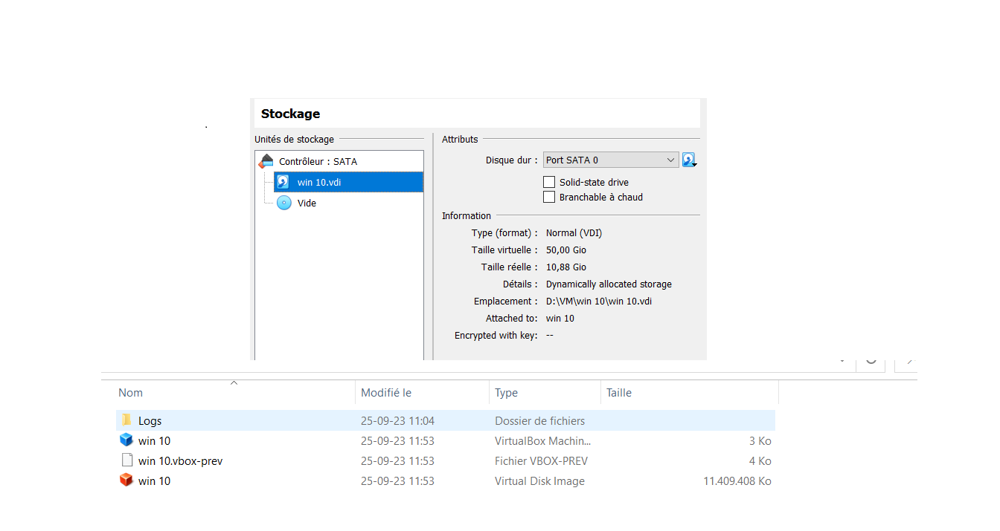 Stockage
.
Unités de stockage
Contrôleur : SATA
win 10.vdi
Vide
Attributs
Disque dur : Port SATA 0
Solid-state drive
Branchable à chaud
Information
Type (format) : Normal (VDI)
Taille virtuelle : 50,00 Gio
Taille réelle : 10,88 Gio
Détails : Dynamically allocated storage
Emplacement : D:\VM\win 10\win 10.vdi
Attached to: win 10
Encrypted with key: --
Nom Modifié le Type Taille
Logs 25-09-23 11:04 Dossier de fichiers
win 10 25-09-23 11:53 VirtualBox Machin... 3 Ko
win 10.vbox-prev 25-09-23 11:53 Fichier VBOX-PREV 4 Ko
win 10 25-09-23 11:53 Virtual Disk Image 11.409.408 Ko